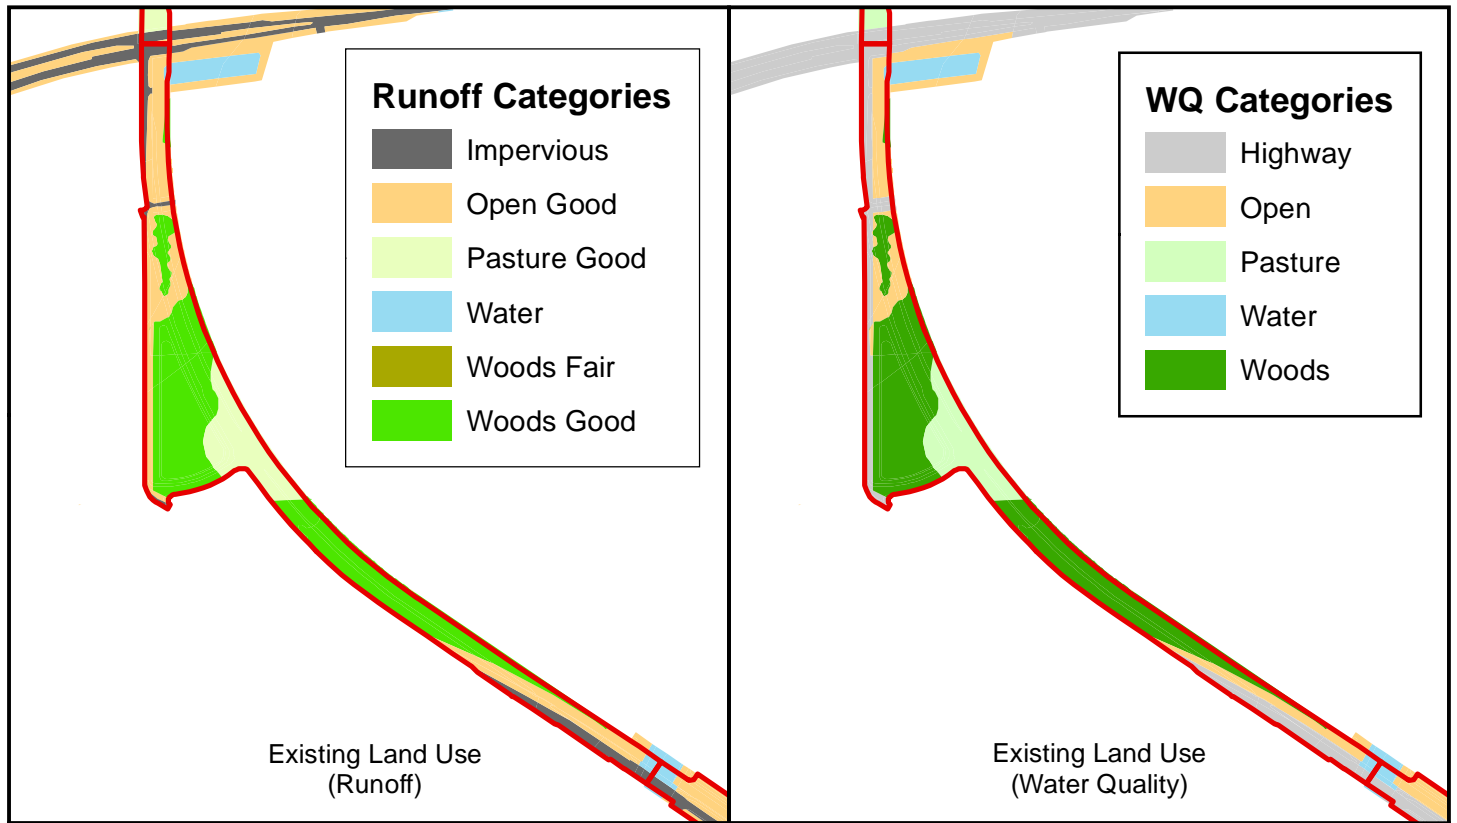 Runoff Categories
Impervious
Open Good
Pasture Good
Water
Woods Fair
Woods Good
Existing Land Use
(Runoff)
WQ Categories
Highway
Open
Pasture
Water
Woods
Existing Land Use
(Water Quality)